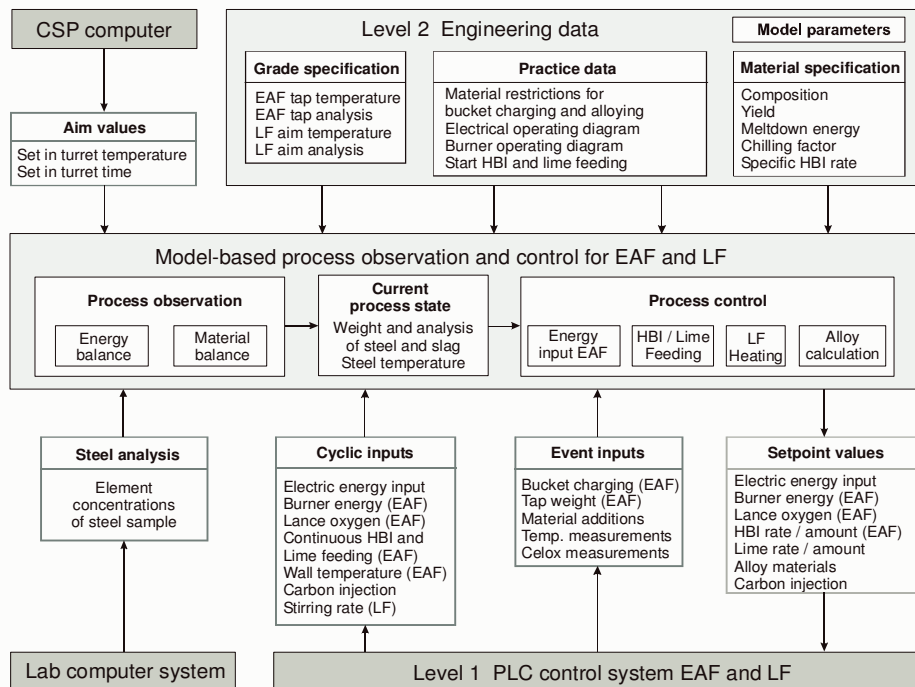 CSP computer
Aim values
Set in turret temperature
Set in turret time
Level 2  Engineering data
Model parameters
Grade specification
EAF tap temperature
EAF tap analysis
LF aim temperature
LF aim analysis
Practice data
Material restrictions for
bucket charging and alloying
Electrical operating diagram
Burner operating diagram
Start HBI and lime feeding
Material specification
Composition
Yield
Meltdown energy
Chilling factor
Specific HBI rate
Model-based process observation and control for EAF and LF
Process observation
Energy
balance
Material
balance
Current
process state
Weight and analysis
of steel and slag
Steel temperature
Process control
Energy
input EAF
HBI / Lime
Feeding
LF
Heating
Alloy
calculation
Steel analysis
Element
concentrations
of steel sample
Cyclic inputs
Electric energy input
Burner energy (EAF)
Lance oxygen (EAF)
Continuous HBI and
Lime feeding (EAF)
Wall temperature (EAF)
Carbon injection
Stirring rate (LF)
Event inputs
Bucket charging (EAF)
Tap weight (EAF)
Material additions
Temp. measurements
Celox measurements
Setpoint values
Electric energy input
Burner energy (EAF)
Lance oxygen (EAF)
HBI rate / amount (EAF)
Lime rate / amount
Alloy materials
Carbon injection
Lab computer system
Level 1  PLC control system EAF and LF